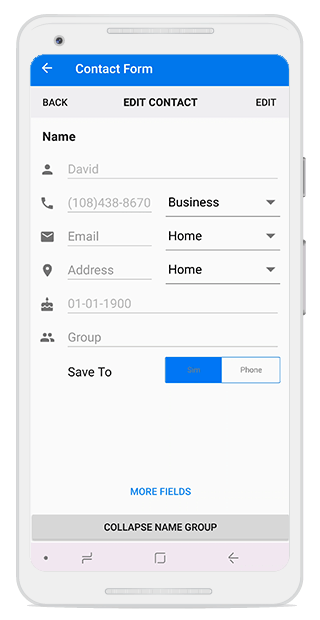 Contact Form
BACK EDIT CONTACT EDIT
Name
David
(108)438-8670 Business
Email Home
Address Home
01-01-1900
Group
Save To Sim Phone
MORE FIELDS
COLLAPSE NAME GROUP